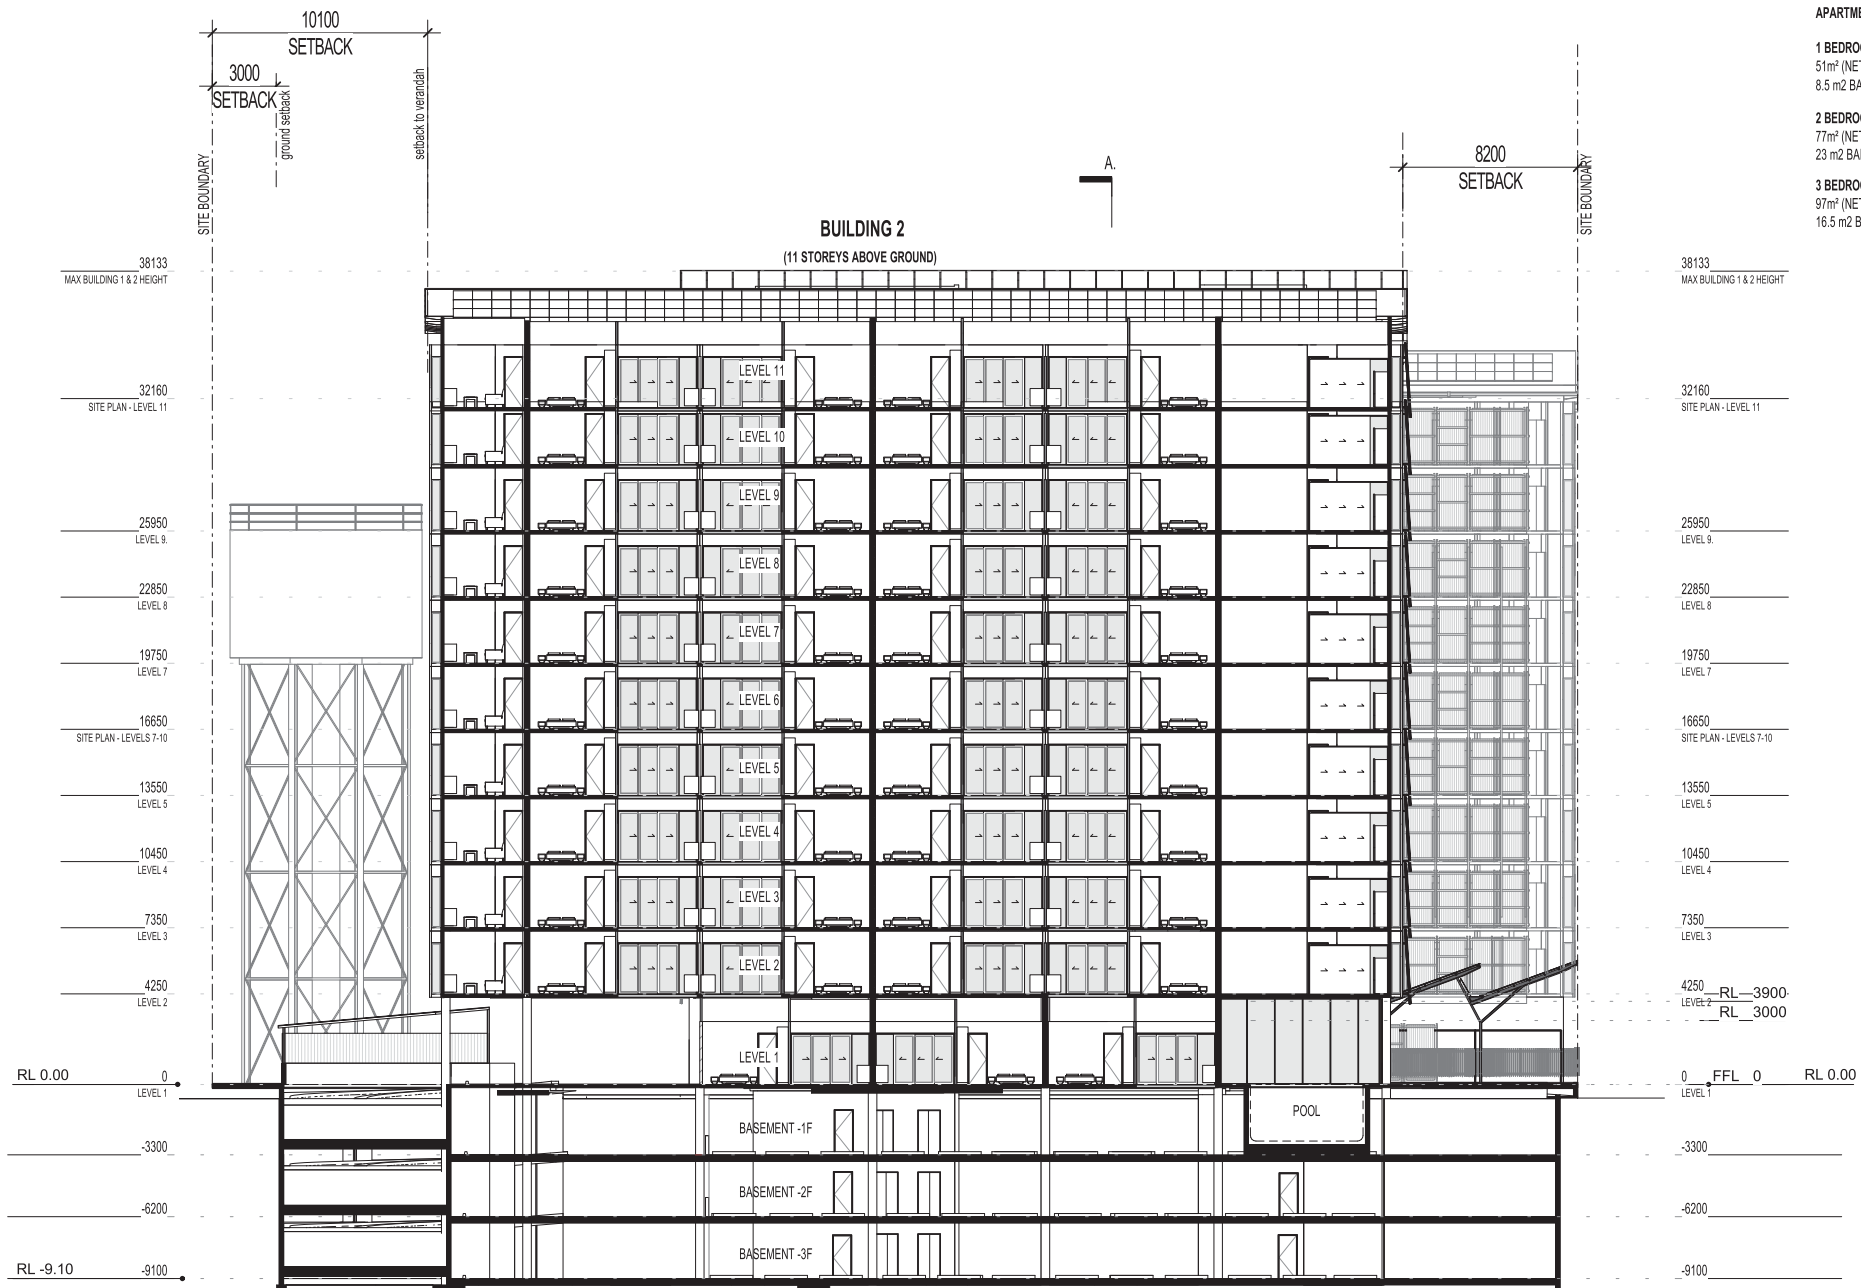 10100
SETBACK
3000
SETBACK
ground setback
setback to verandah
SITE BOUNDARY
A.
8200
SETBACK
SITE BOUNDARY
1 BEDROO
51m² (NET
8.5 m2 BA
2 BEDROO
77m² (NET
23 m2 BA
3 BEDROO
97m² (NET
16.5 m2 B
BUILDING 2
(11 STOREYS ABOVE GROUND)
38133
MAX BUILDING 1 & 2 HEIGHT
32160
SITE PLAN - LEVEL 11
25950
LEVEL 9.
22850
LEVEL 8
19750
LEVEL 7
16650
SITE PLAN - LEVELS 7-10
13550
LEVEL 5
10450
LEVEL 4
7350
LEVEL 3
4250
LEVEL 2
RL 0.00
0
LEVEL 1
-3300
-6200
RL -9.10
-9100
LEVEL 11
LEVEL 10
LEVEL 9
LEVEL 8
LEVEL 7
LEVEL 6
LEVEL 5
LEVEL 4
LEVEL 3
LEVEL 2
LEVEL 1
BASEMENT -1F
BASEMENT -2F
BASEMENT -3F
POOL
38133
MAX BUILDING 1 & 2 HEIGHT
32160
SITE PLAN - LEVEL 11
25950
LEVEL 9.
22850
LEVEL 8
19750
LEVEL 7
16650
SITE PLAN - LEVELS 7-10
13550
LEVEL 5
10450
LEVEL 4
7350
LEVEL 3
4250
LEVEL 2
RL 3900
RL 3000
0 FFL 0 RL 0.00
LEVEL 1
-3300
-6200
-9100